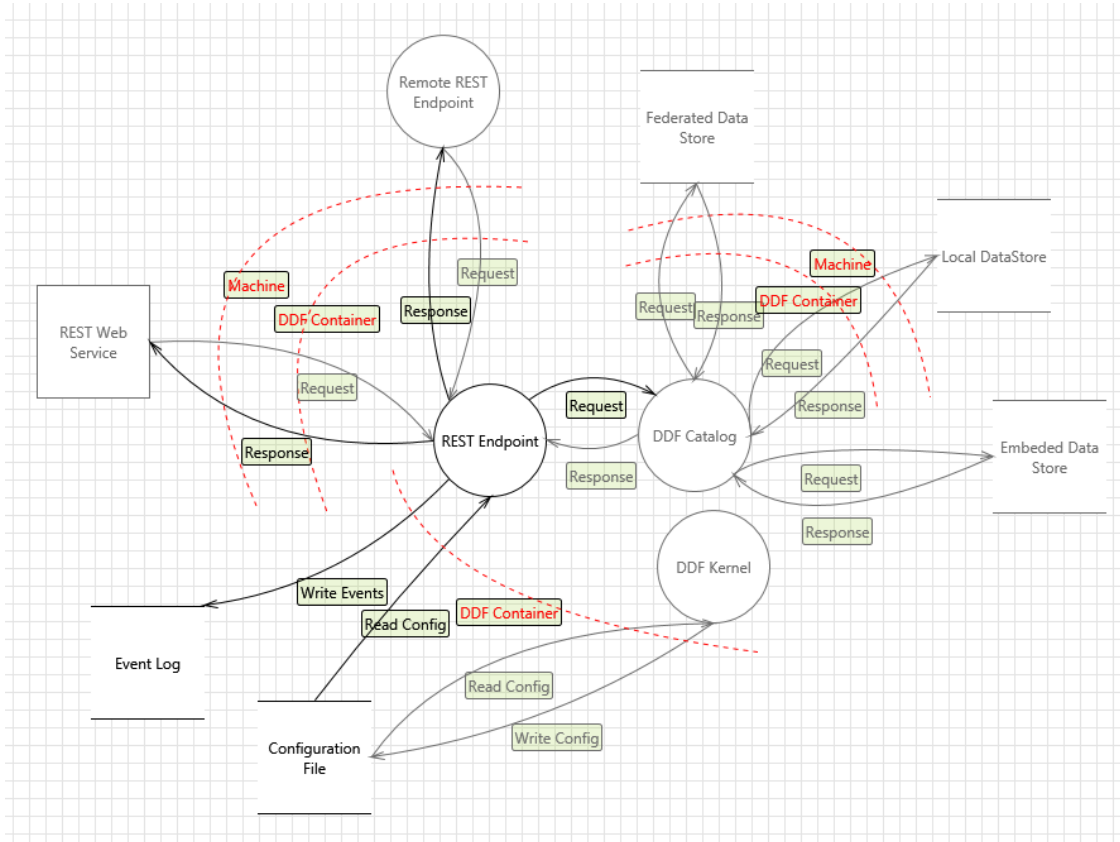 Remote REST
Endpoint
Federated Data
Store
Local DataStore
Machine
Request
Machine
DDF Container
Response
Request
Response
DDF Container
REST Web
Service
Request
Request
Request
Response
REST Endpoint
DDF Catalog
Response
Response
Request
Embeded Data
Store
Response
DDF Kernel
Write Events
Read Config
DDF Container
Event Log
Read Config
Write Config
Configuration
File